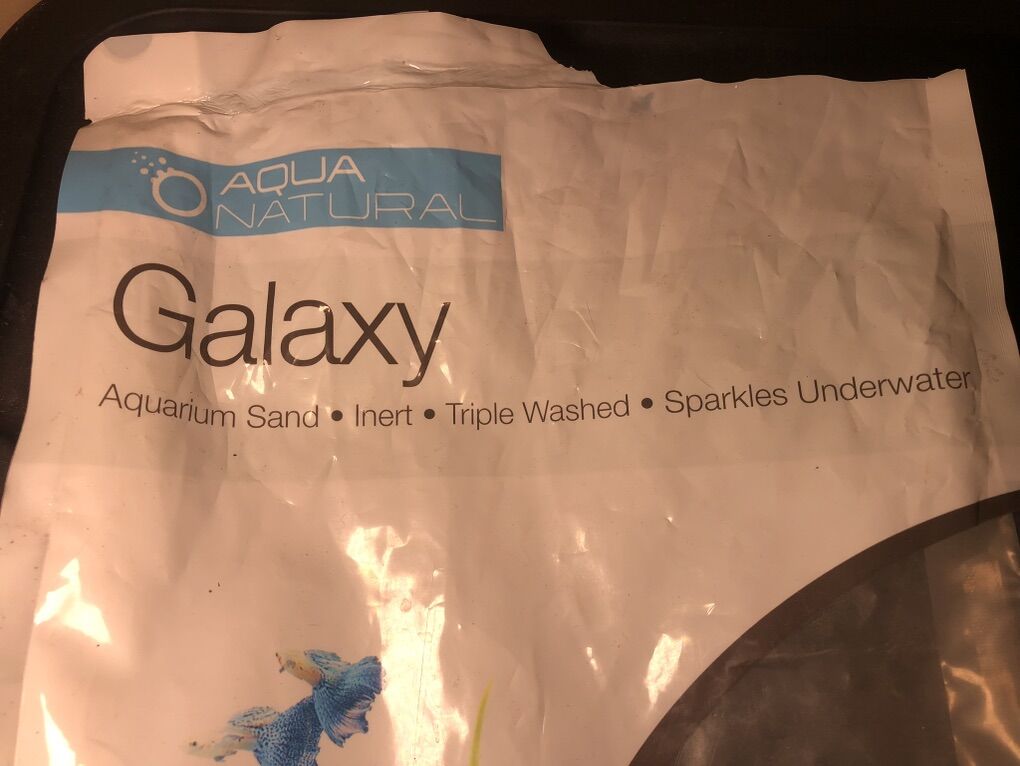 AQUA
NATURAL
Galaxy
Aquarium Sand • Inert • Triple Washed • Sparkles Underwater